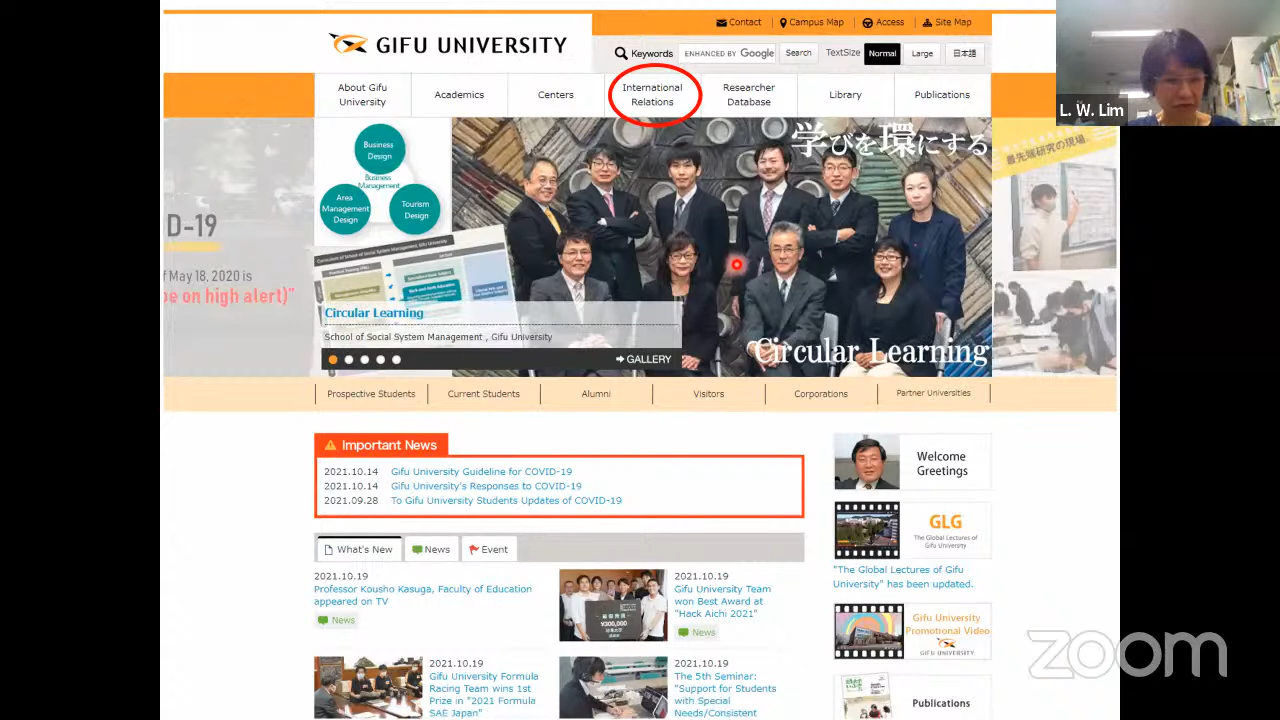 Contact
Campus Map
Access
Site Map
GIFU UNIVERSITY
Keywords
ENHANCED BY Google
Search
TextSize
Normal
Large
日本語
About Gifu
University
Academics
Centers
International
Relations
Researcher
Database
Library
Publications
L. W. Lim
D-19
of May 18, 2020 is
be on high alert)"
Business
Design
Business
Management
Area
Management
Design
Tourism
Design
学びを環にする
最先端研究の現場。
Circular Learning
School of Social System Management , Gifu University
GALLERY
Circular Learning
Prospective Students
Current Students
Alumni
Visitors
Corporations
Partner Universities
Important News
2021.10.14 Gifu University Guideline for COVID-19
2021.10.14 Gifu University's Responses to COVID-19
2021.09.28 To Gifu University Students Updates of COVID-19
What's New
News
Event
2021.10.19
Professor Kousho Kasuga, Faculty of Education
appeared on TV
News
2021.10.19
Gifu University Team
won Best Award at
"Hack Aichi 2021"
News
2021.10.19
Gifu University Formula
Racing Team wins 1st
Prize in "2021 Formula
SAE Japan"
2021.10.19
The 5th Seminar:
"Support for Students
with Special
Needs/Consistent
Welcome
Greetings
GLG
The Global Lectures of
Gifu University
"The Global Lectures of Gifu
University" has been updated.
Gifu University
Promotional Video
GIFU UNIVERSITY
Publications
zoom